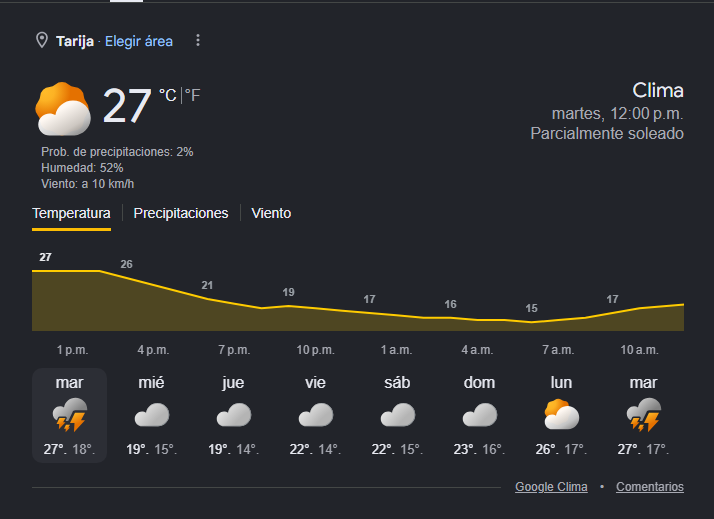 Tarija · Elegir área
27 °C | °F
Clima
martes, 12:00 p.m.
Parcialmente soleado
Prob. de precipitaciones: 2%
Humedad: 52%
Viento: a 10 km/h
Temperatura Precipitaciones Viento
27 26 21 19 17 16 15 17
1 p.m. 4 p.m. 7 p.m. 10 p.m. 1 a.m. 4 a.m. 7 a.m. 10 a.m.
mar mié jue vie sáb dom lun mar
27°. 18°. 19°. 15°. 19°. 14°. 22°. 14°. 22°. 15°. 23°. 16°. 26°. 17°. 27°. 17°.
Google Clima • Comentarios